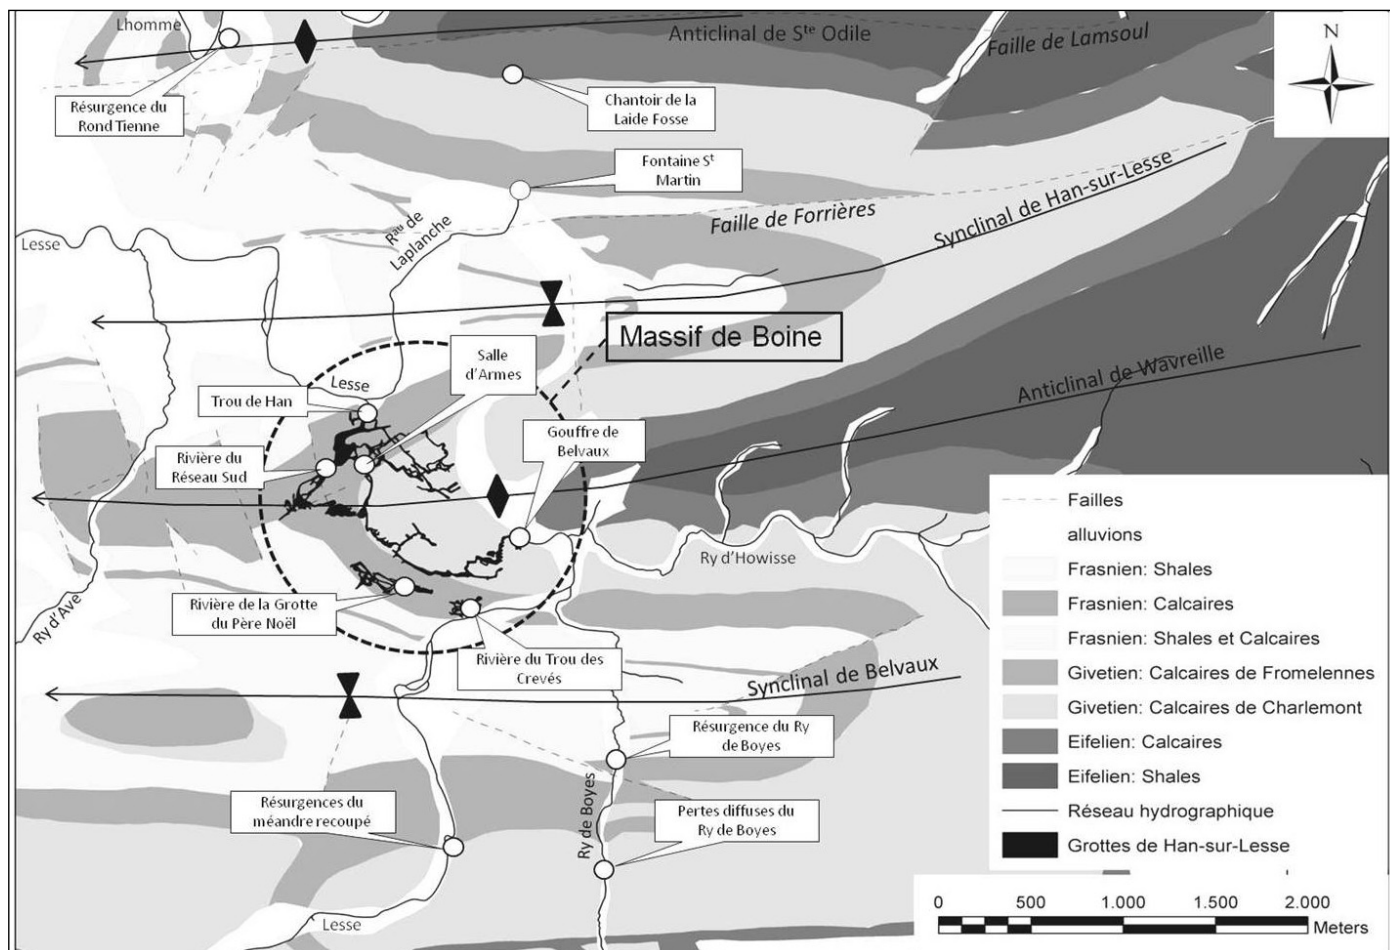 Lhomme
Anticlinal de Ste Odile
Faille de Lamsoul
N
Résurgence du
Rond Tienne
Chantoir de la
Laide Fosse
Fontaine St
Martin
Synclinal de Han-sur-Lesse
Faille de Forrières
Rau de
Laplanche
Lesse
Massif de Boine
Salle
d'Armes
Lesse
Trou de Han
Anticlinal de Wavreille
Gouffre de
Belvaux
Rivière du
Réseau Sud
Ry d'Howisse
Rivière de la Grotte
du Père Noël
Ry d'Ave
Rivière du Trou des
Crevés
Synclinal de Belvaux
Résurgence du Ry
de Boyes
Résurgences du
méandre recoupé
Ry de Boyes
Pertes diffuses du
Ry de Boyes
Lesse
Failles
alluvions
Frasnien: Shales
Frasnien: Calcaires
Frasnien: Shales et Calcaires
Givetien: Calcaires de Fromelennes
Givetien: Calcaires de Charlemont
Eifelien: Calcaires
Eifelien: Shales
Réseau hydrographique
Grottes de Han-sur-Lesse
0 500 1.000 1.500 2.000
Meters